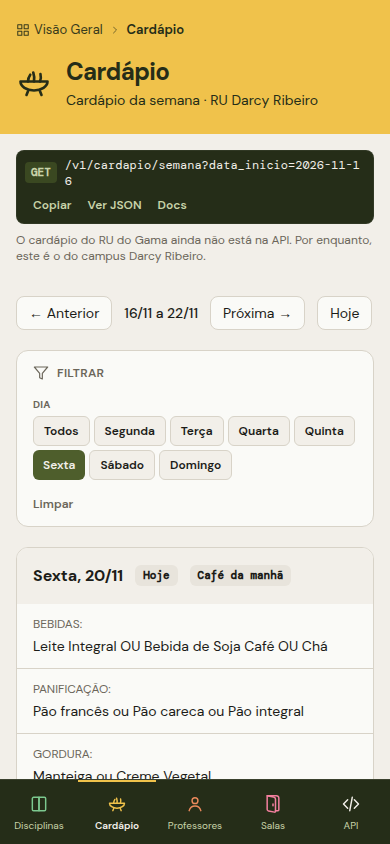 Visão Geral › Cardápio
Cardápio
Cardápio da semana · RU Darcy Ribeiro
GET /v1/cardapio/semana?data_inicio=2026-11-1
6
Copiar Ver JSON Docs
O cardápio do RU do Gama ainda não está na API. Por enquanto,
este é o do campus Darcy Ribeiro.
← Anterior 16/11 a 22/11 Próxima → Hoje
FILTRAR
DIA
Todos Segunda Terça Quarta Quinta
Sexta Sábado Domingo
Limpar
Sexta, 20/11 Hoje Café da manhã
BEBIDAS:
Leite Integral OU Bebida de Soja Café OU Chá
PANIFICAÇÃO:
Pão francês ou Pão careca ou Pão integral
GORDURA:
Manteiga ou Creme Vegetal
Disciplinas Cardápio Professores Salas API